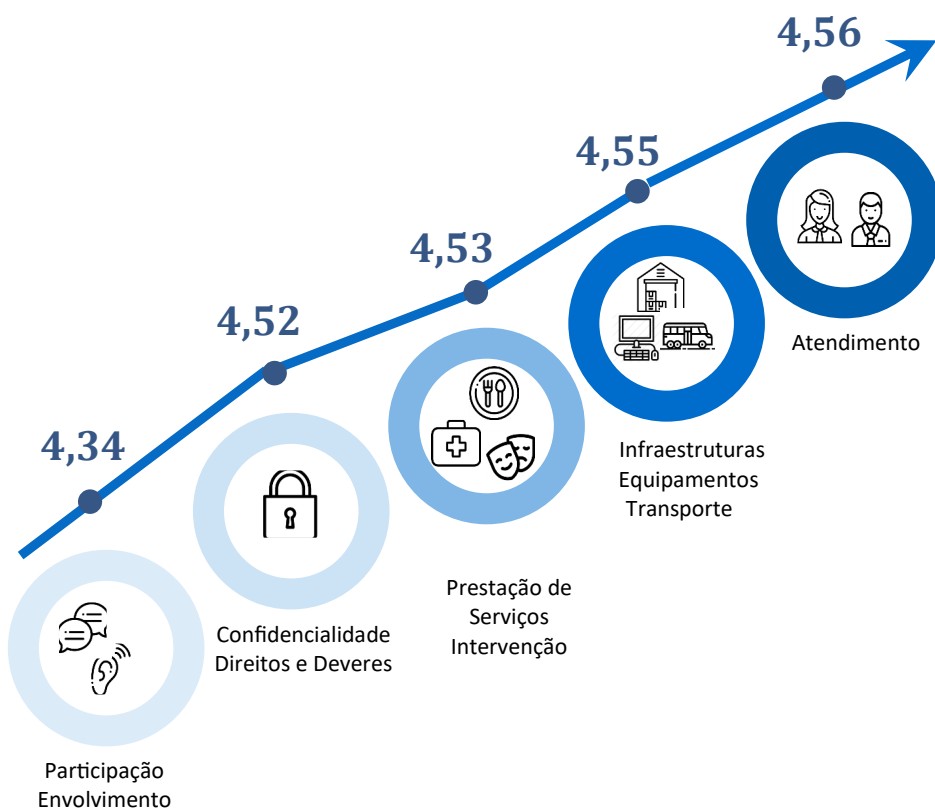 4,56
4,55
4,53
4,52
4,34
Atendimento
Infraestruturas
Equipamentos
Transporte
Prestação de
Serviços
Intervenção
Confidencialidade
Direitos e Deveres
Participação
Envolvimento